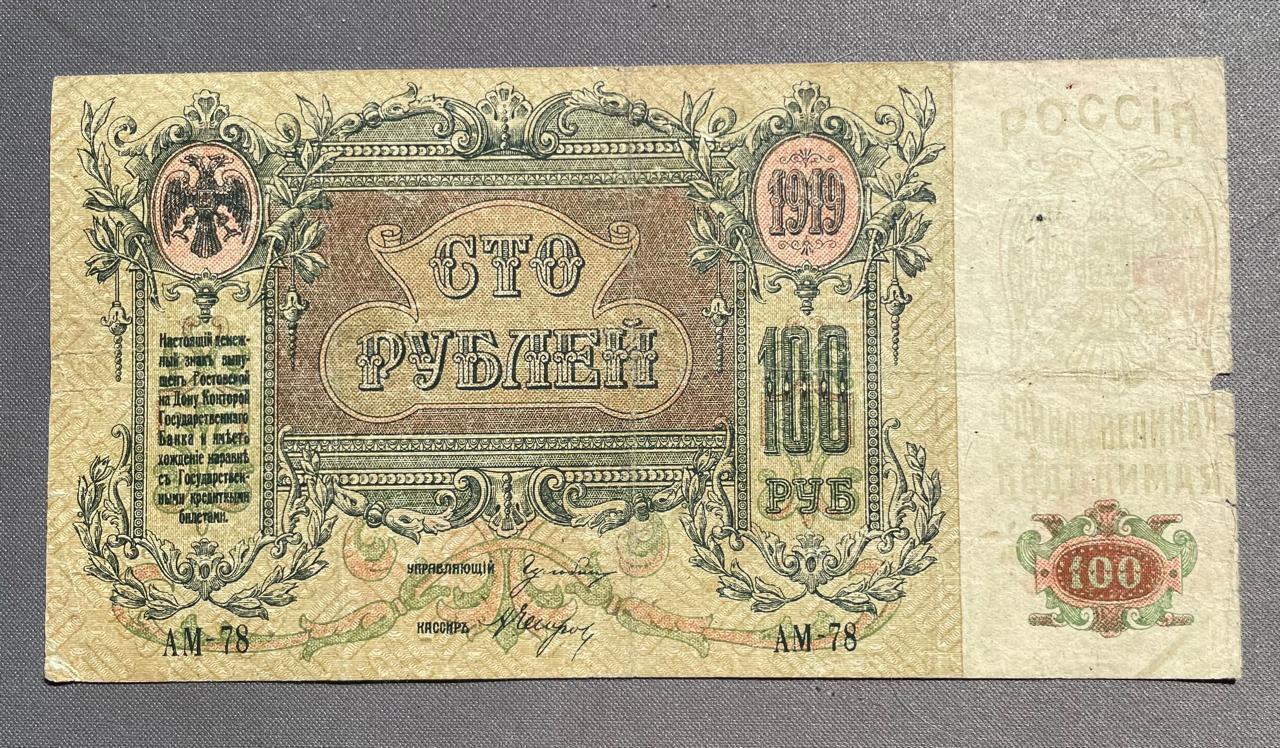 РОССІЯ
1919
СТО
РУБЛЕЙ
100
РУБ
Настоящій денеж-
ный знакъ выпу-
щенъ Ростовской
на Дону Конторой
Государственнаго
Банка и имѣетъ
хожденіе наравнѣ
съ Государствен-
ными кредитными
билетами.
УПРАВЛЯЮЩІЙ
КАССИРЪ
АМ-78
АМ-78
100